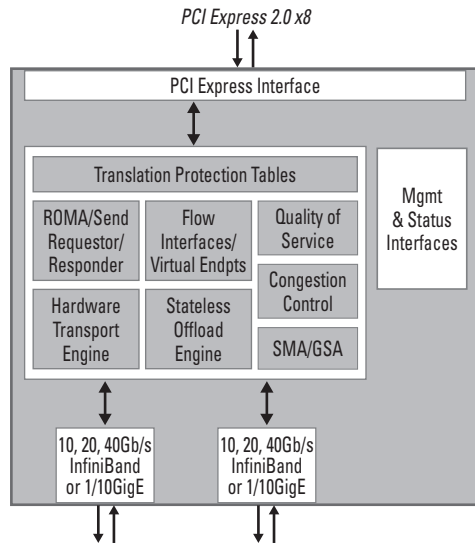 PCI Express 2.0 x8
PCI Express Interface
Translation Protection Tables
ROMA/Send
Requestor/
Responder
Flow
Interfaces/
Virtual Endpts
Quality of
Service
Congestion
Control
Hardware
Transport
Engine
Stateless
Offload
Engine
SMA/GSA
Mgmt
& Status
Interfaces
10, 20, 40Gb/s
InfiniBand
or 1/10GigE
10, 20, 40Gb/s
InfiniBand
or 1/10GigE